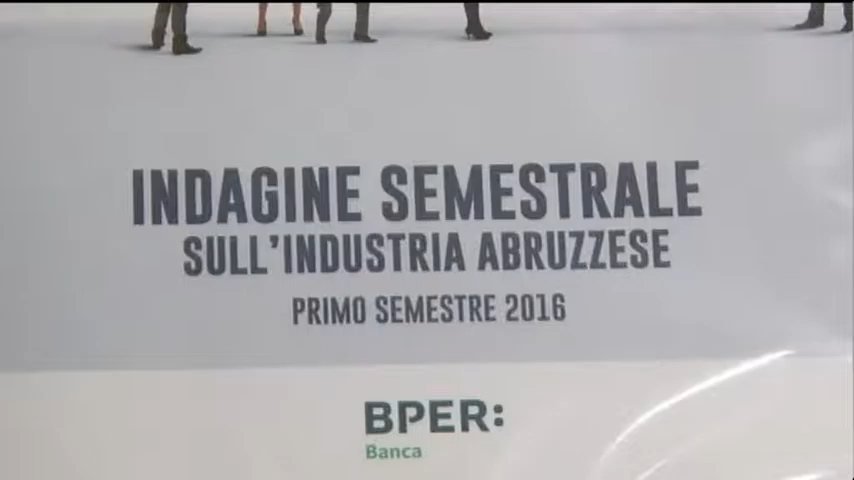 INDAGINE SEMESTRALE
SULL'INDUSTRIA ABRUZZESE
PRIMO SEMESTRE 2016
BPER:
Banca